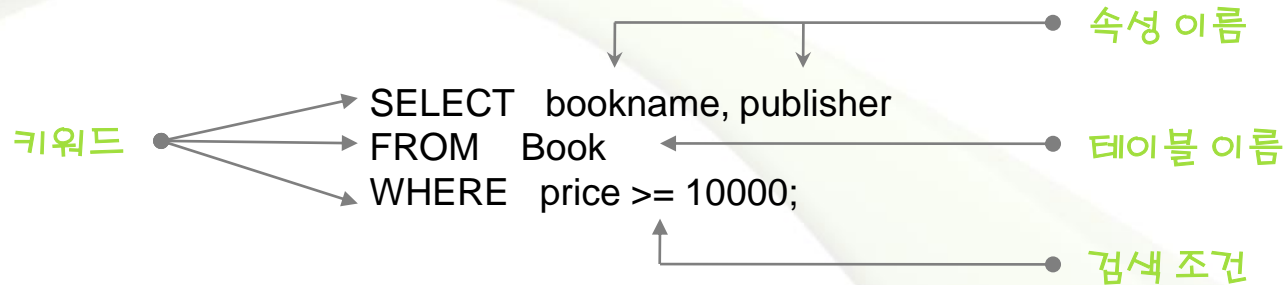 속성 이름
SELECT bookname, publisher
키워드
FROM Book
테이블 이름
WHERE price >= 10000;
검색 조건